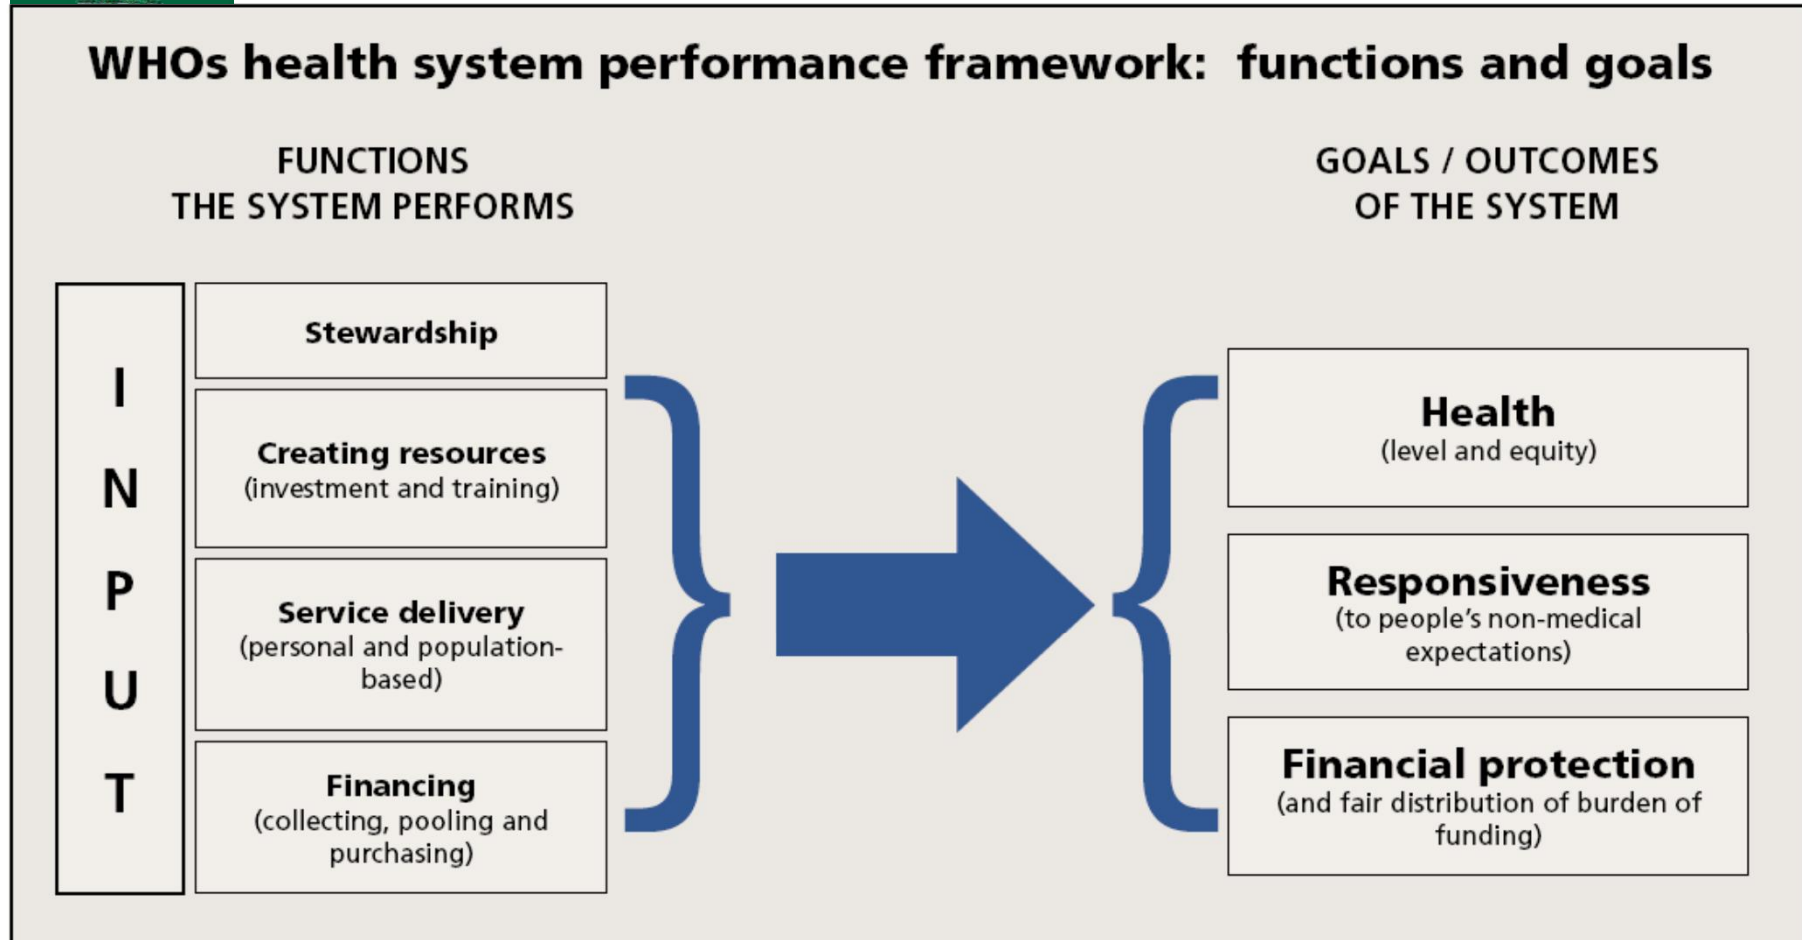 WHOs health system performance framework: functions and goals
FUNCTIONS
THE SYSTEM PERFORMS
GOALS / OUTCOMES
OF THE SYSTEM
I
N
P
U
T
Stewardship
Creating resources
(investment and training)
Service delivery
(personal and population-
based)
Financing
(collecting, pooling and
purchasing)
Health
(level and equity)
Responsiveness
(to people’s non-medical
expectations)
Financial protection
(and fair distribution of burden of
funding)